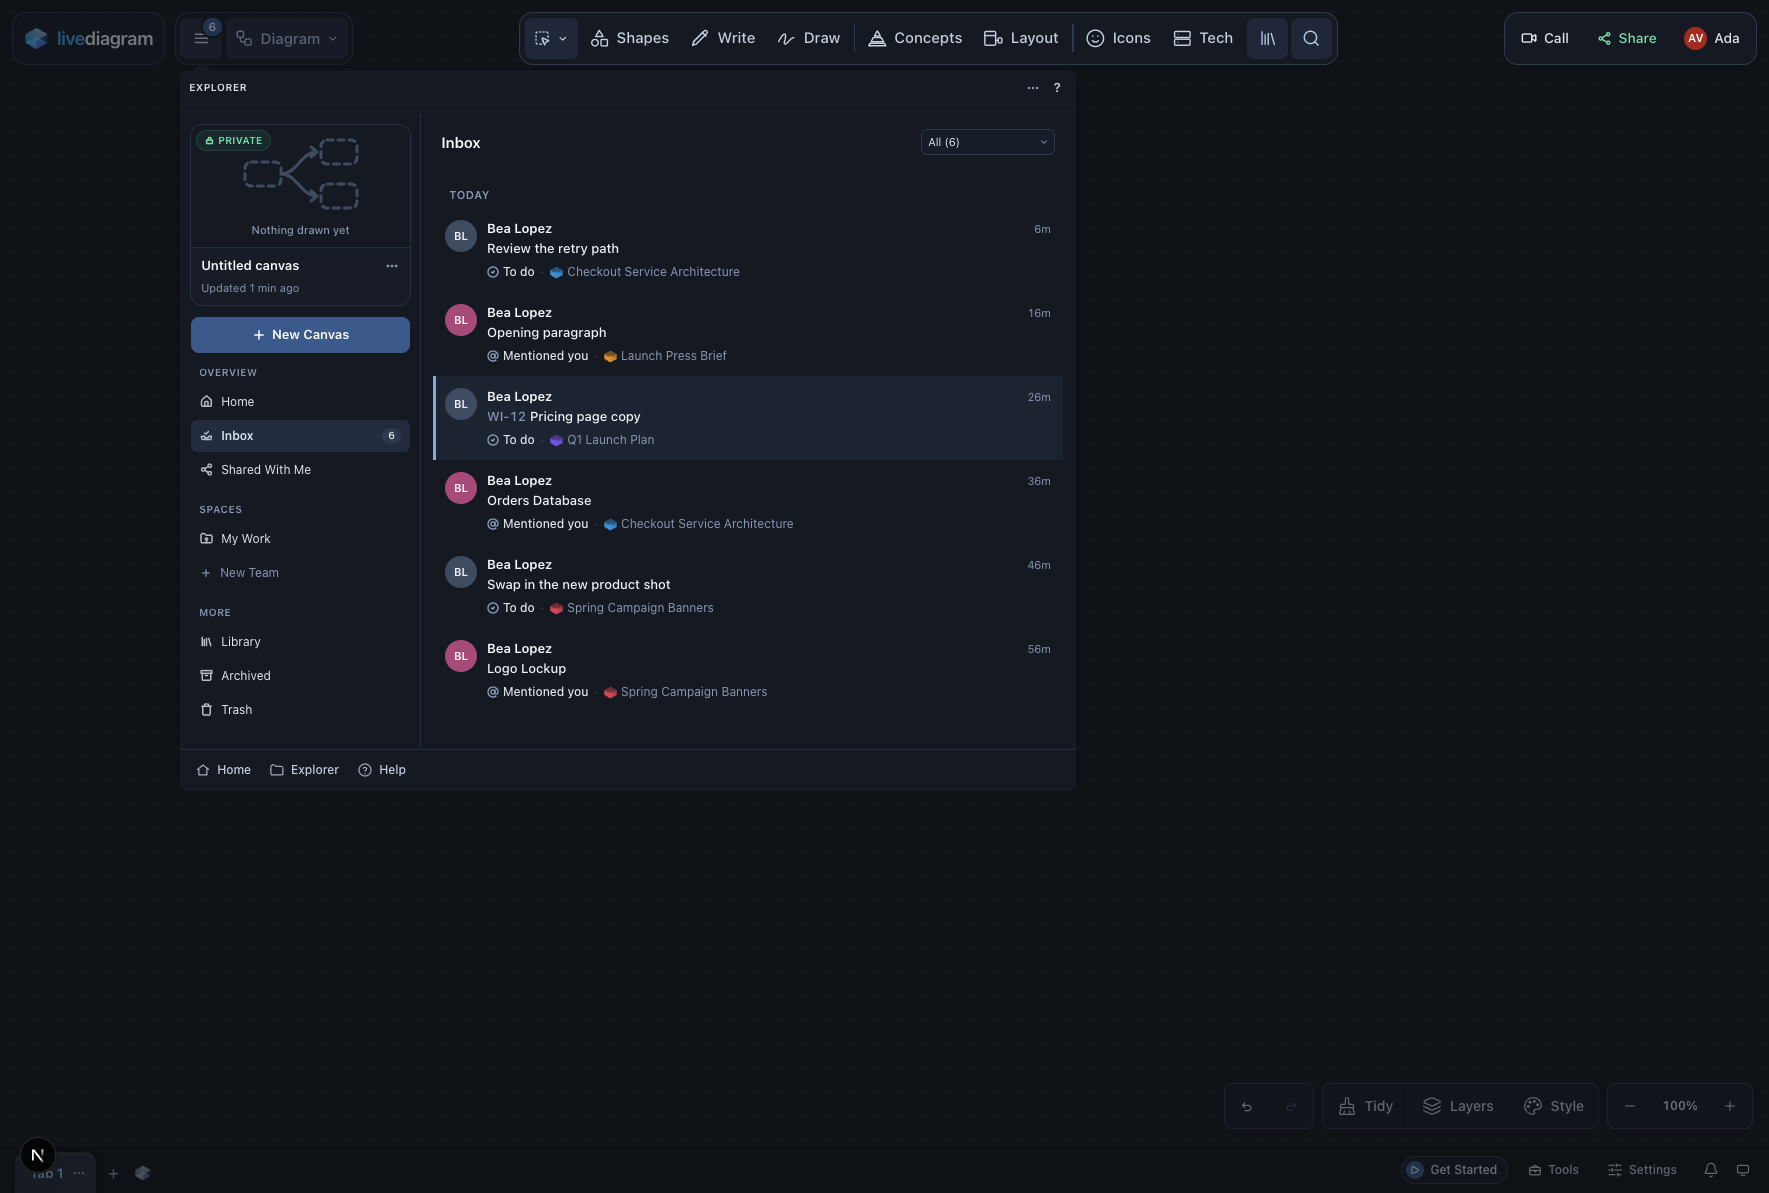 livediagram
6
Diagram
Shapes
Write
Draw
Concepts
Layout
Icons
Tech
Call
Share
AV
Ada
EXPLORER
?
PRIVATE
Nothing drawn yet
Untitled canvas
Updated 1 min ago
+ New Canvas
OVERVIEW
Home
Inbox 6
Shared With Me
SPACES
My Work
+ New Team
MORE
Library
Archived
Trash
Inbox
All (6)
TODAY
BL
Bea Lopez 6m
Review the retry path
To do · Checkout Service Architecture
BL
Bea Lopez 16m
Opening paragraph
@ Mentioned you · Launch Press Brief
BL
Bea Lopez 26m
WI-12 Pricing page copy
To do · Q1 Launch Plan
BL
Bea Lopez 36m
Orders Database
@ Mentioned you · Checkout Service Architecture
BL
Bea Lopez 46m
Swap in the new product shot
To do · Spring Campaign Banners
BL
Bea Lopez 56m
Logo Lockup
@ Mentioned you · Spring Campaign Banners
Home
Explorer
Help
Tidy
Layers
Style
− 100% +
N
Tab 1
+
Get Started
Tools
Settings